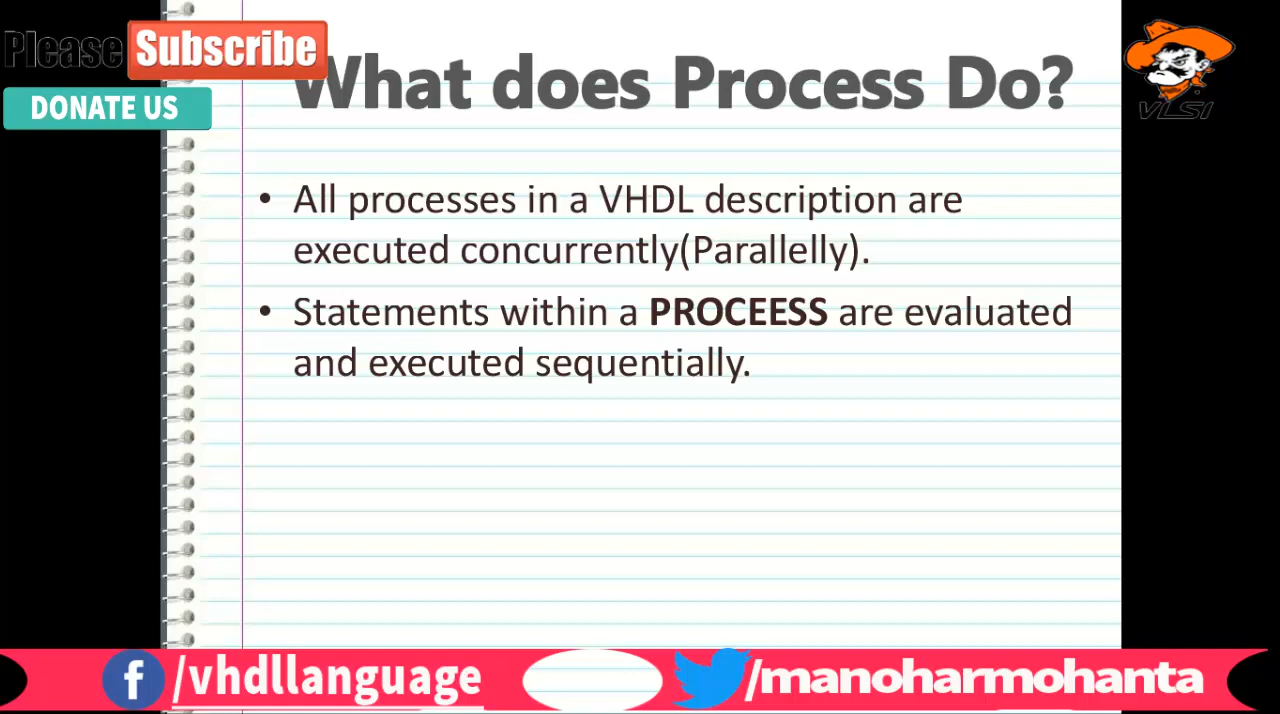 Please Subscribe
DONATE US
What does Process Do?
VLSI
• All processes in a VHDL description are
executed concurrently(Parallelly).
• Statements within a PROCEESS are evaluated
and executed sequentially.
f /vhdllanguage
/manoharmohanta